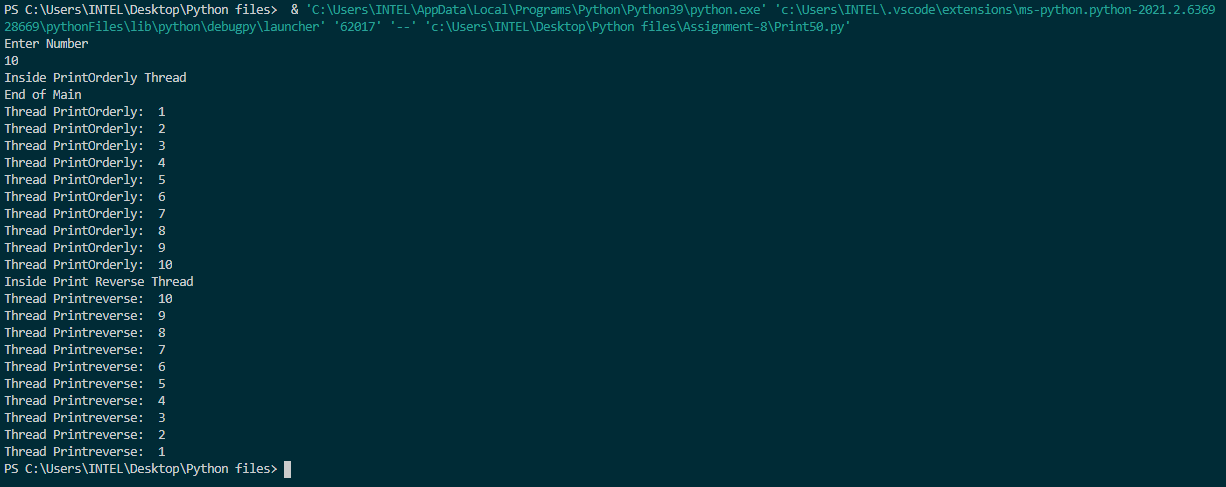 PS C:\Users\INTEL\Desktop\Python files>  & 'C:\Users\INTEL\AppData\Local\Programs\Python\Python39\python.exe' 'c:\Users\INTEL\.vscode\extensions\ms-python.python-2021.2.6369
28669\pythonFiles\lib\python\debugpy\launcher' '62017' '--' 'c:\Users\INTEL\Desktop\Python files\Assignment-8\Print50.py'
Enter Number
10
Inside PrintOrderly Thread
End of Main
Thread PrintOrderly:  1
Thread PrintOrderly:  2
Thread PrintOrderly:  3
Thread PrintOrderly:  4
Thread PrintOrderly:  5
Thread PrintOrderly:  6
Thread PrintOrderly:  7
Thread PrintOrderly:  8
Thread PrintOrderly:  9
Thread PrintOrderly:  10
Inside Print Reverse Thread
Thread Printreverse:  10
Thread Printreverse:  9
Thread Printreverse:  8
Thread Printreverse:  7
Thread Printreverse:  6
Thread Printreverse:  5
Thread Printreverse:  4
Thread Printreverse:  3
Thread Printreverse:  2
Thread Printreverse:  1
PS C:\Users\INTEL\Desktop\Python files>